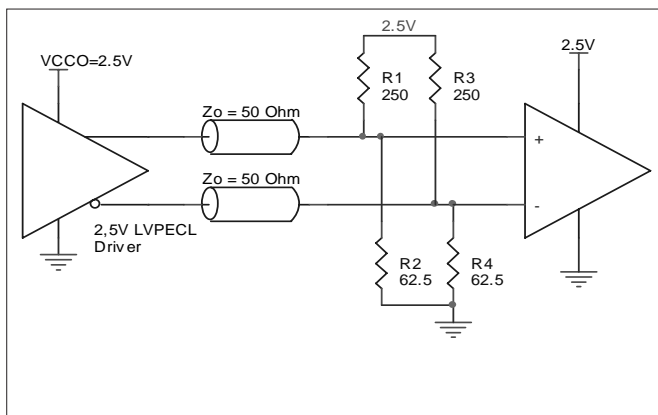 2.5V
VCCO=2.5V
2.5V
R1
250
R3
250
Zo = 50 Ohm
+
Zo = 50 Ohm
-
2,5V LVPECL
Driver
R2
62.5
R4
62.5